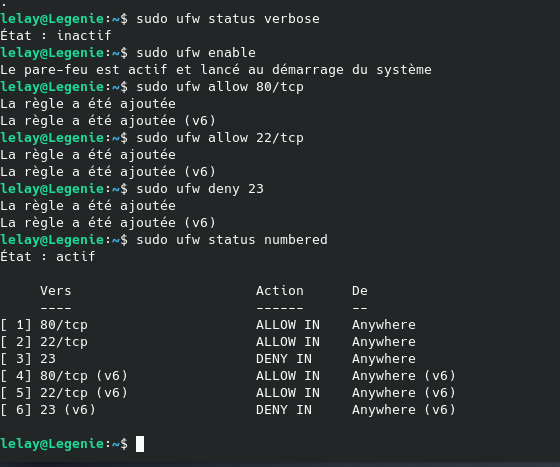 .
lelay@Legenie:~$ sudo ufw status verbose
État : inactif
lelay@Legenie:~$ sudo ufw enable
Le pare-feu est actif et lancé au démarrage du système
lelay@Legenie:~$ sudo ufw allow 80/tcp
La règle a été ajoutée
La règle a été ajoutée (v6)
lelay@Legenie:~$ sudo ufw allow 22/tcp
La règle a été ajoutée
La règle a été ajoutée (v6)
lelay@Legenie:~$ sudo ufw deny 23
La règle a été ajoutée
La règle a été ajoutée (v6)
lelay@Legenie:~$ sudo ufw status numbered
État : actif

     Vers                       Action      De
     ----                       ------      --
[ 1] 80/tcp                     ALLOW IN    Anywhere
[ 2] 22/tcp                     ALLOW IN    Anywhere
[ 3] 23                         DENY IN     Anywhere
[ 4] 80/tcp (v6)                ALLOW IN    Anywhere (v6)
[ 5] 22/tcp (v6)                ALLOW IN    Anywhere (v6)
[ 6] 23 (v6)                    DENY IN     Anywhere (v6)

lelay@Legenie:~$